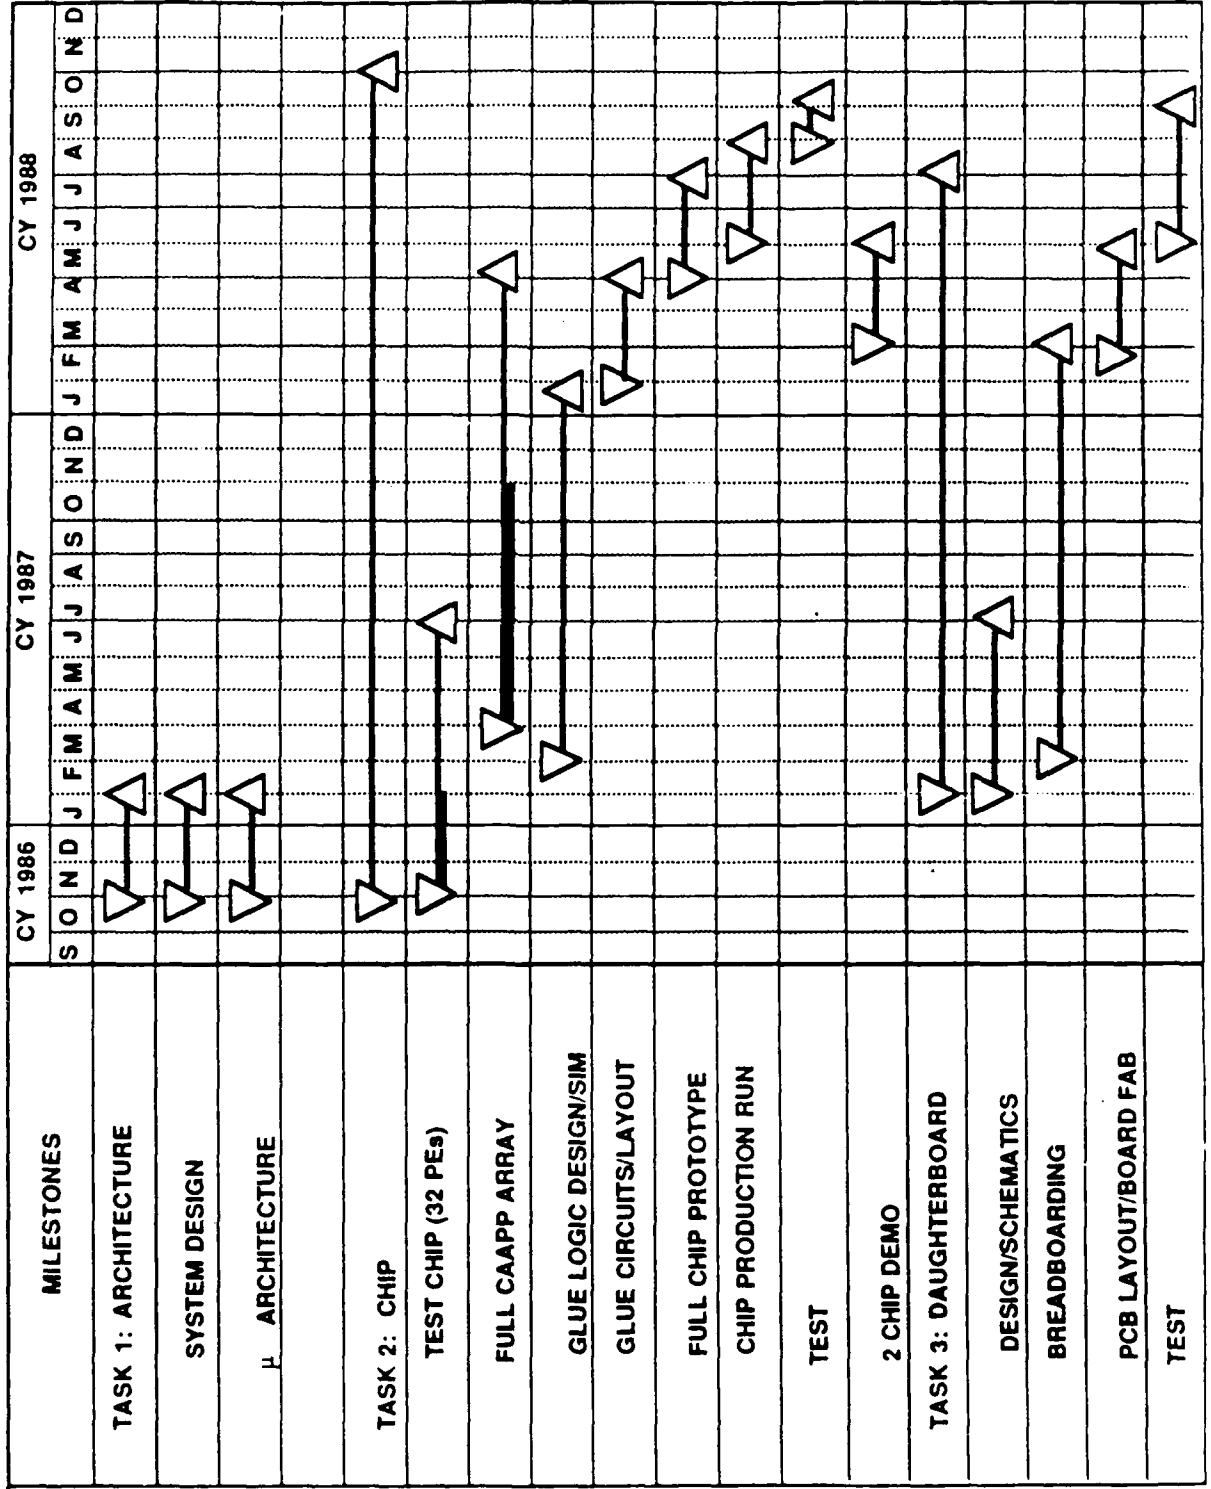 MILESTONES
CY 1986
CY 1987
CY 1988
S O N D J F M A M J J A S O N D J F M A M J J A S O N D
TASK 1: ARCHITECTURE
SYSTEM DESIGN
μ ARCHITECTURE
TASK 2: CHIP
TEST CHIP (32 PEs)
FULL CAAPP ARRAY
GLUE LOGIC DESIGN/SIM
GLUE CIRCUITS/LAYOUT
FULL CHIP PROTOTYPE
CHIP PRODUCTION RUN
TEST
2 CHIP DEMO
TASK 3: DAUGHTERBOARD
DESIGN/SCHEMATICS
BREADBOARDING
PCB LAYOUT/BOARD FAB
TEST